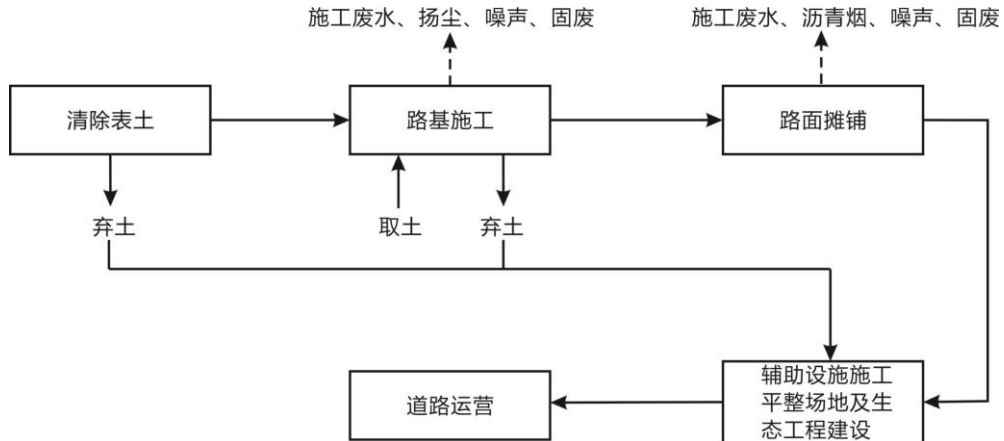 施工废水、扬尘、噪声、固废
施工废水、沥青烟、噪声、固废
清除表土
路基施工
路面摊铺
弃土
取土
弃土
道路运营
辅助设施施工
平整场地及生
态工程建设